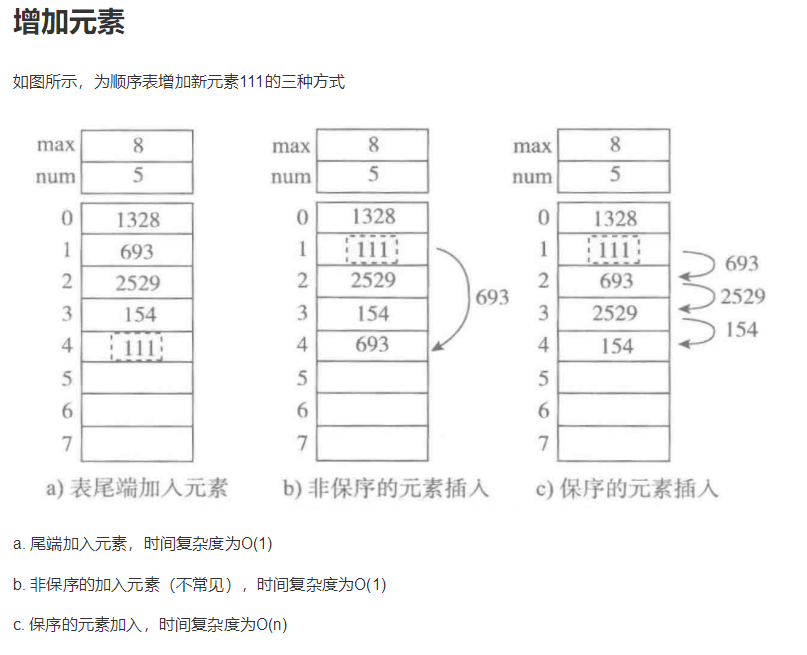 增加元素
如图所示，为顺序表增加新元素111的三种方式
max 8
num 5
0 1328
1 693
2 2529
3 154
4 111
5
6
7
a) 表尾端加入元素
max 8
num 5
0 1328
1 111
2 2529
3 154
4 693
5
6
7
693
b) 非保序的元素插入
max 8
num 5
0 1328
1 111
2 693
3 2529
4 154
5
6
7
693
2529
154
c) 保序的元素插入
a. 尾端加入元素，时间复杂度为O(1)
b. 非保序的加入元素（不常见），时间复杂度为O(1)
c. 保序的元素加入，时间复杂度为O(n)